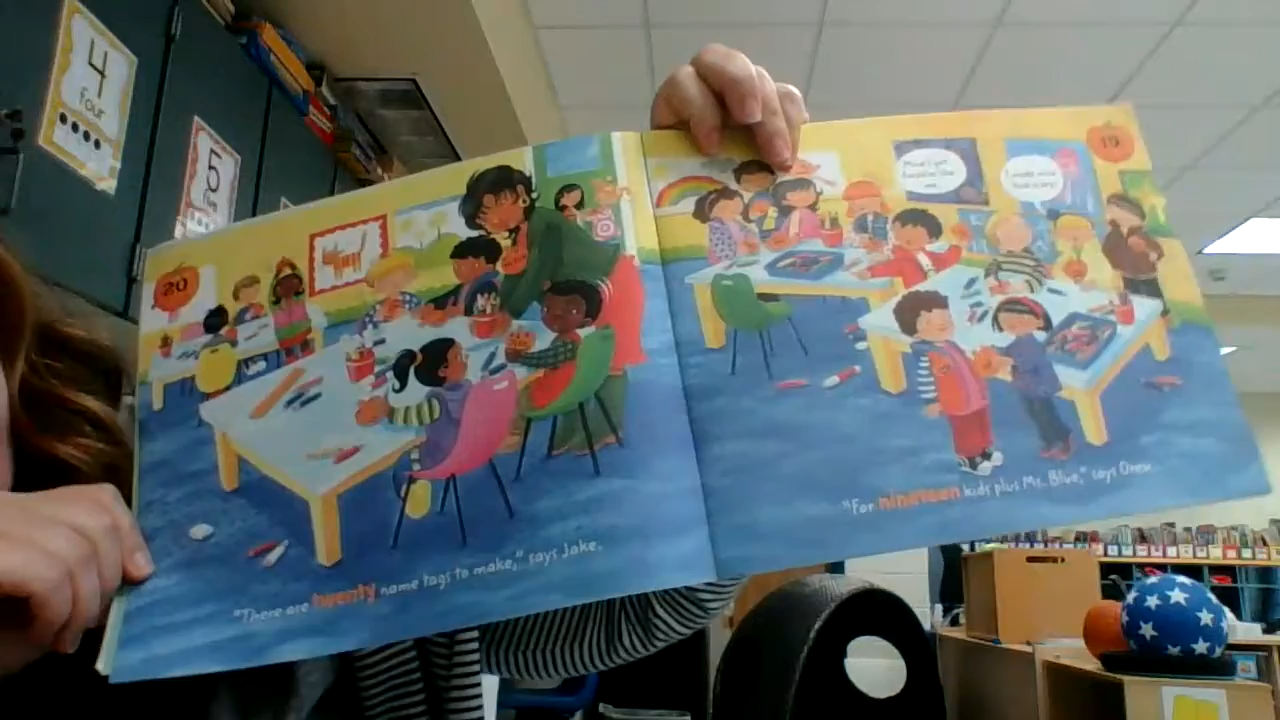 4
four
5
20
"There are twenty name tags to make," says Jake.
19
"For nineteen kids plus Ms. Blue," says Drew.